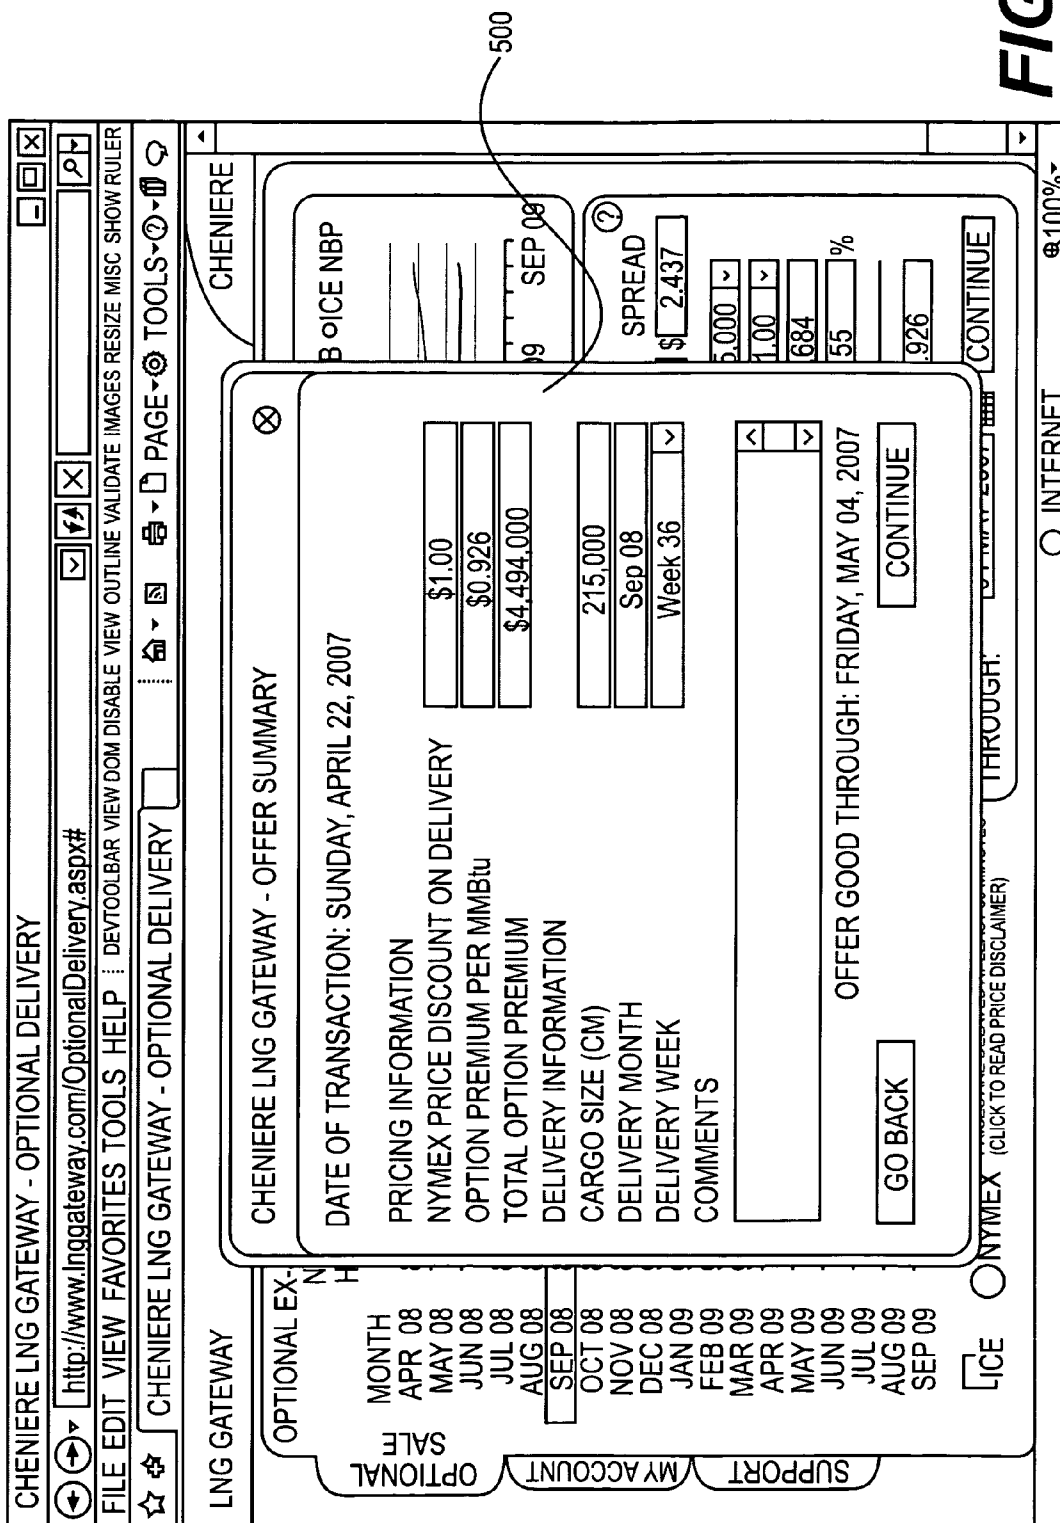 CHENIERE LNG GATEWAY - OPTIONAL DELIVERY
http://www.lnggateway.com/OptionalDelivery.aspx#
FILE EDIT VIEW FAVORITES TOOLS HELP
DEVTOOLBAR VIEW DOM DISABLE VIEW OUTLINE VALIDATE IMAGES RESIZE MISC SHOW RULER
CHENIERE LNG GATEWAY - OPTIONAL DELIVERY
PAGE TOOLS
LNG GATEWAY
CHENIERE
OPTIONAL SALE
MY ACCOUNT
SUPPORT
OPTIONAL EX-
N
H
MONTH
APR 08
MAY 08
JUN 08
JUL 08
AUG 08
SEP 08
OCT 08
NOV 08
DEC 08
JAN 09
FEB 09
MAR 09
APR 09
MAY 09
JUN 09
JUL 09
AUG 09
SEP 09
ICE
NYMEX
(CLICK TO READ PRICE DISCLAIMER)
THROUGH:
CHENIERE LNG GATEWAY - OFFER SUMMARY
DATE OF TRANSACTION: SUNDAY, APRIL 22, 2007
PRICING INFORMATION
NYMEX PRICE DISCOUNT ON DELIVERY $1.00
OPTION PREMIUM PER MMBtu $0.926
TOTAL OPTION PREMIUM $4,494,000
DELIVERY INFORMATION
CARGO SIZE (CM) 215,000
DELIVERY MONTH Sep 08
DELIVERY WEEK Week 36
COMMENTS
OFFER GOOD THROUGH: FRIDAY, MAY 04, 2007
GO BACK CONTINUE
B ICE NBP
09 SEP 09
SPREAD
$ 2.437
5.000
1.00
684
55 %
.926
CONTINUE
INTERNET
100%
500
FIG